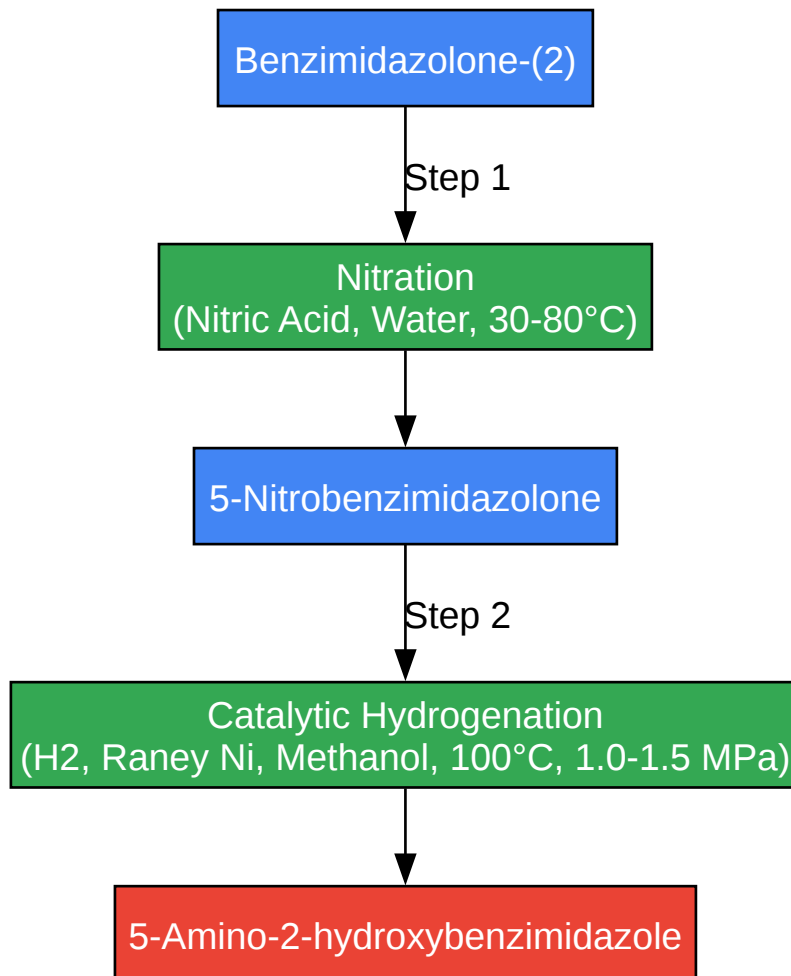 Benzimidazolone-(2)
Step 1
Nitration
(Nitric Acid, Water, 30-80°C)
5-Nitrobenzimidazolone
Step 2
Catalytic Hydrogenation
(H2, Raney Ni, Methanol, 100°C, 1.0-1.5 MPa)
5-Amino-2-hydroxybenzimidazole